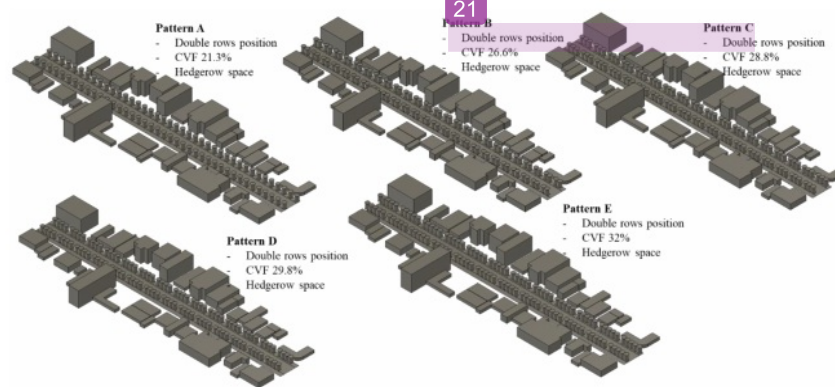 21
Pattern A
- Double rows position
- CVF 21.3%
- Hedgerow space
Pattern B
- Double rows position
- CVF 26.6%
- Hedgerow space
Pattern C
- Double rows position
- CVF 28.8%
- Hedgerow space
Pattern D
- Double rows position
- CVF 29.8%
- Hedgerow space
Pattern E
- Double rows position
- CVF 32%
- Hedgerow space